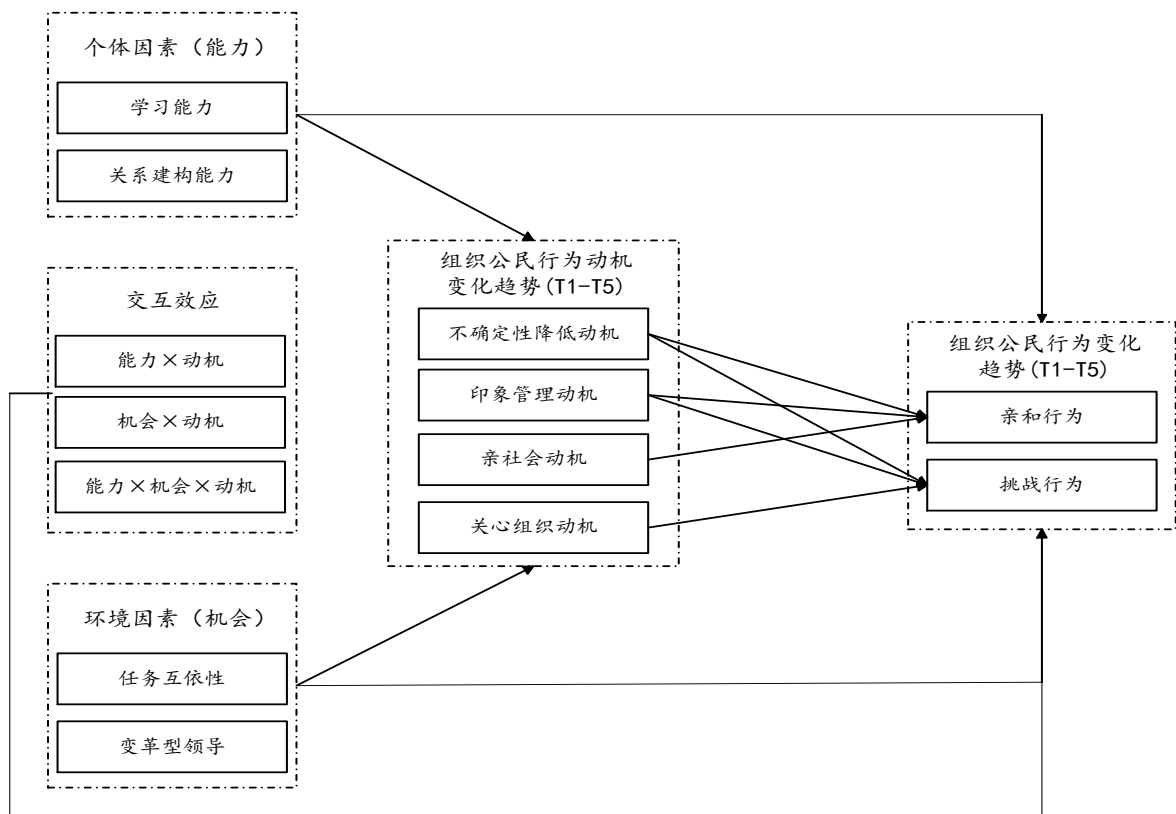 个体因素（能力）
学习能力
关系建构能力
交互效应
能力×动机
机会×动机
能力×机会×动机
环境因素（机会）
任务互依性
变革型领导
组织公民行为动机
变化趋势(T1-T5)
不确定性降低动机
印象管理动机
亲社会动机
关心组织动机
组织公民行为变化
趋势(T1-T5)
亲和行为
挑战行为